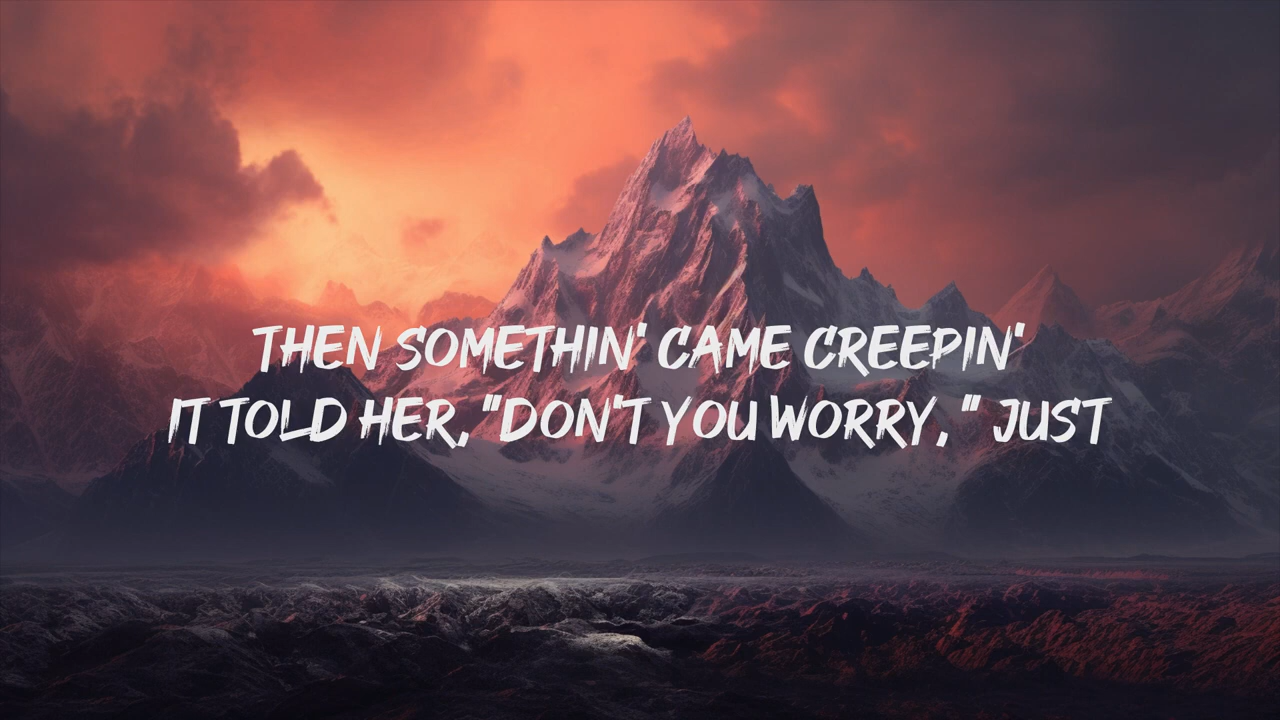 THEN SOMETHIN' CAME CREEPIN'
IT TOLD HER, "DON'T YOU WORRY, " JUST